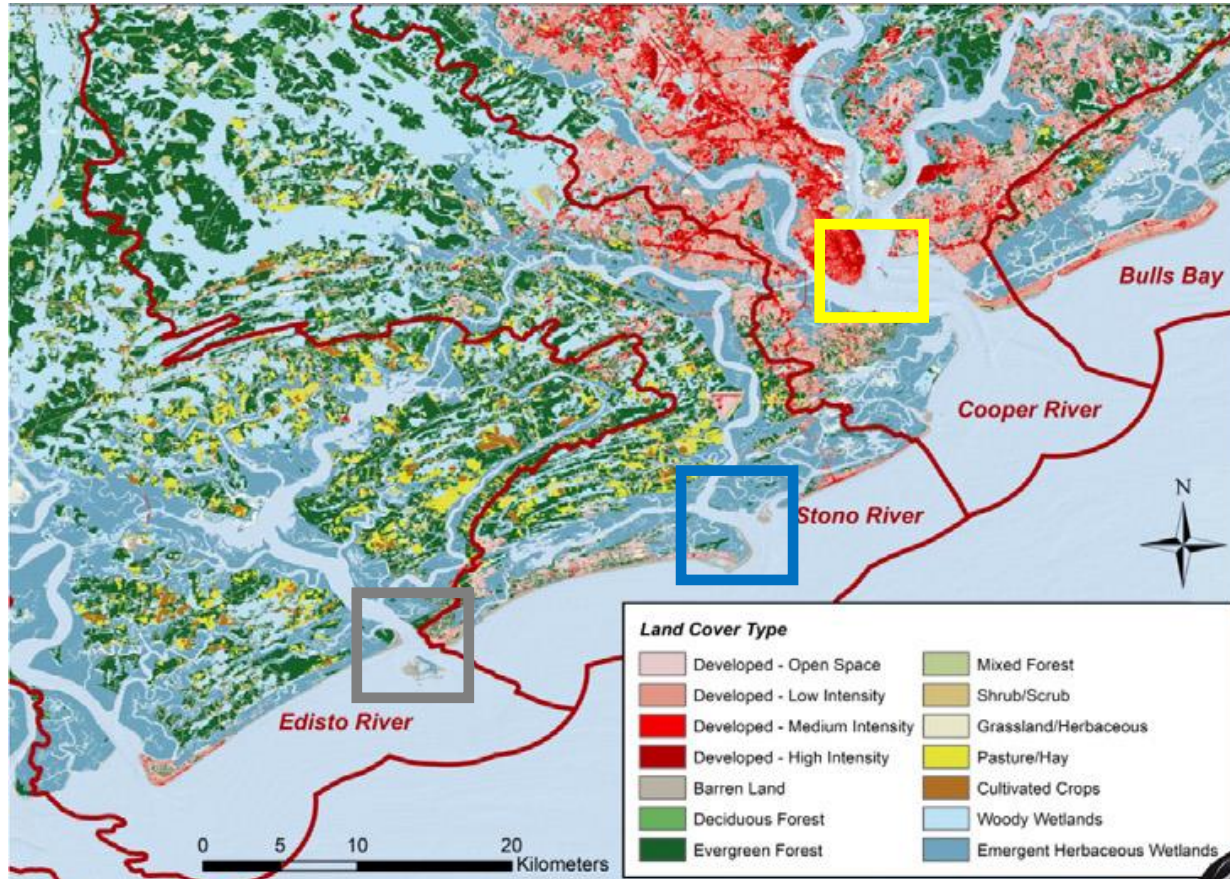 Bulls Bay
Cooper River
N
Stono River
Edisto River
Land Cover Type
Developed - Open Space
Developed - Low Intensity
Developed - Medium Intensity
Developed - High Intensity
Barren Land
Deciduous Forest
Evergreen Forest
Mixed Forest
Shrub/Scrub
Grassland/Herbaceous
Pasture/Hay
Cultivated Crops
Woody Wetlands
Emergent Herbaceous Wetlands
0 5 10 20
Kilometers